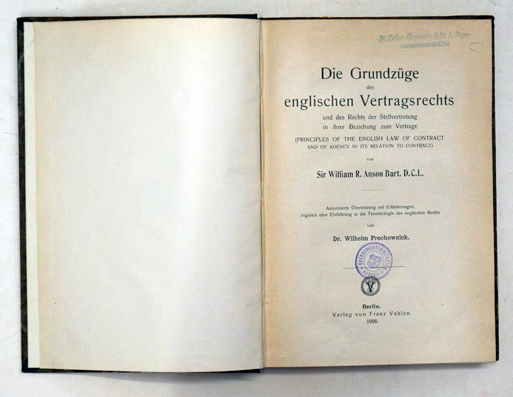 Die Grundzüge
des
englischen Vertragsrechts
und des Rechts der Stellvertretung
in ihrer Beziehung zum Vertrage
(PRINCIPLES OF THE ENGLISH LAW OF CONTRACT
AND OF AGENCY IN ITS RELATION TO CONTRACT)
von
Sir William R. Anson Bart. D.C.L.
Autorisierte Übersetzung mit Erläuterungen,
zugleich eine Einführung in die Terminologie des englischen Rechts
von
Dr. Wilhelm Prochownick.
Berlin.
Verlag von Franz Vahlen.
1908.